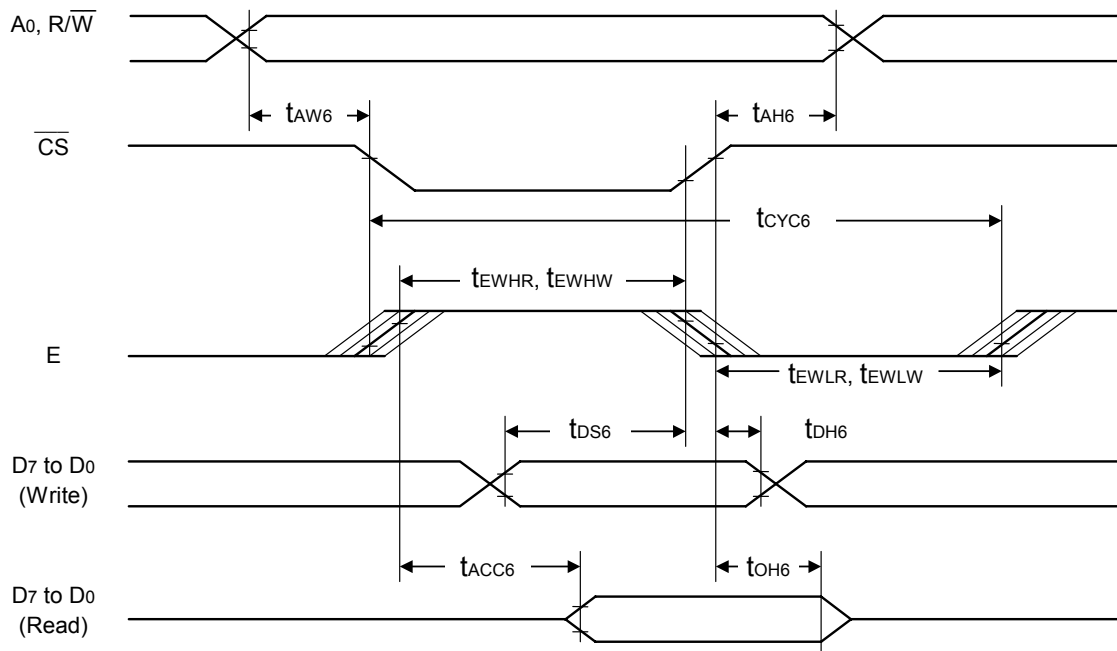 A0, R/W̅
tAW6
tAH6
C̅S̅
tCYC6
tEWHR, tEWHW
E
tEWLR, tEWLW
tDS6
tDH6
D7 to D0
(Write)
tACC6
tOH6
D7 to D0
(Read)